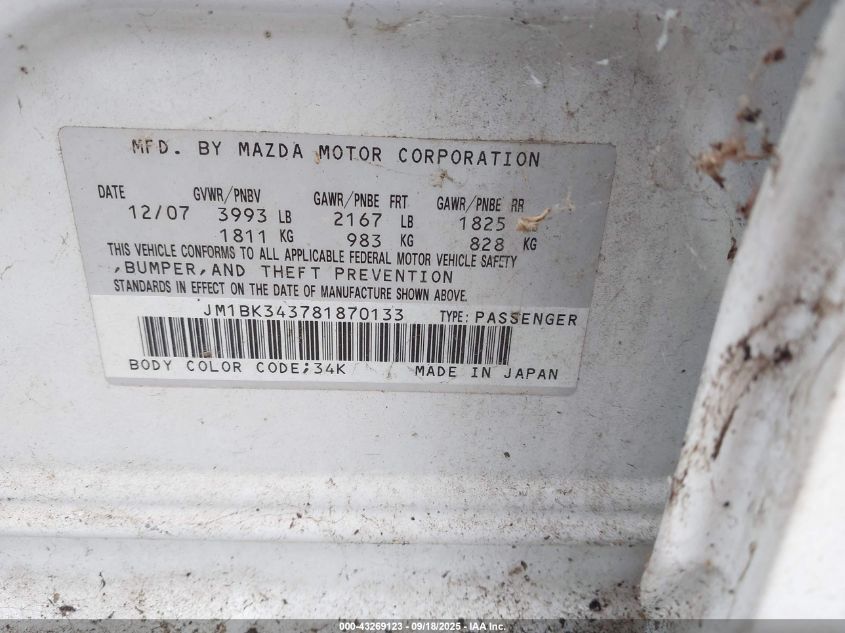 MFD. BY MAZDA MOTOR CORPORATION
DATE GVWR/PNBV GAWR/PNBE FRT GAWR/PNBE RR
12/07 3993 LB 2167 LB 1825
1811 KG 983 KG 828 KG
THIS VEHICLE CONFORMS TO ALL APPLICABLE FEDERAL MOTOR VEHICLE SAFETY
,BUMPER,AND THEFT PREVENTION
STANDARDS IN EFFECT ON THE DATE OF MANUFACTURE SHOWN ABOVE.
JM1BK343781870133 TYPE: PASSENGER
BODY COLOR CODE;34K MADE IN JAPAN
000-43269123 - 09/18/2025 - IAA Inc.